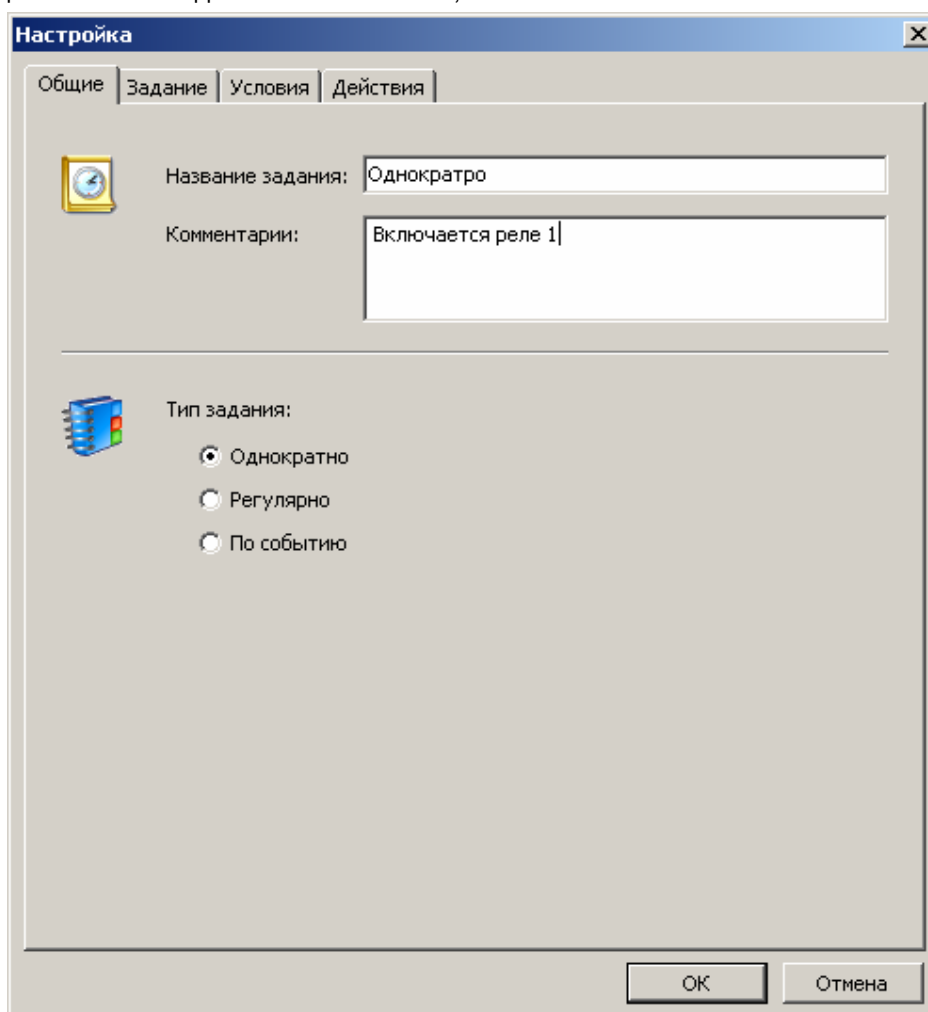 Настройка
Общие Задание Условия Действия
Название задания: Однократро
Комментарии: Включается реле 1
Тип задания:
Однократно
Регулярно
По событию
ОК Отмена